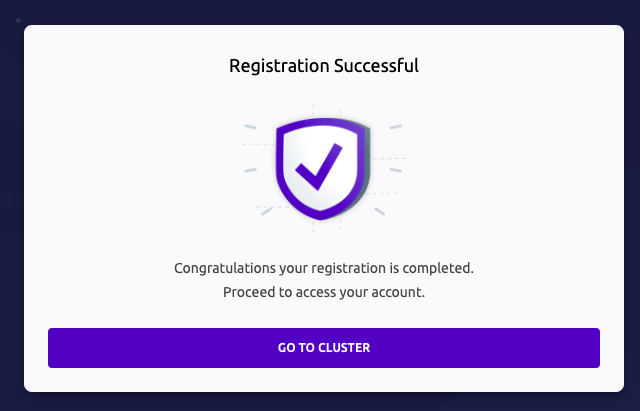 Registration Successful
Congratulations your registration is completed.
Proceed to access your account.
GO TO CLUSTER